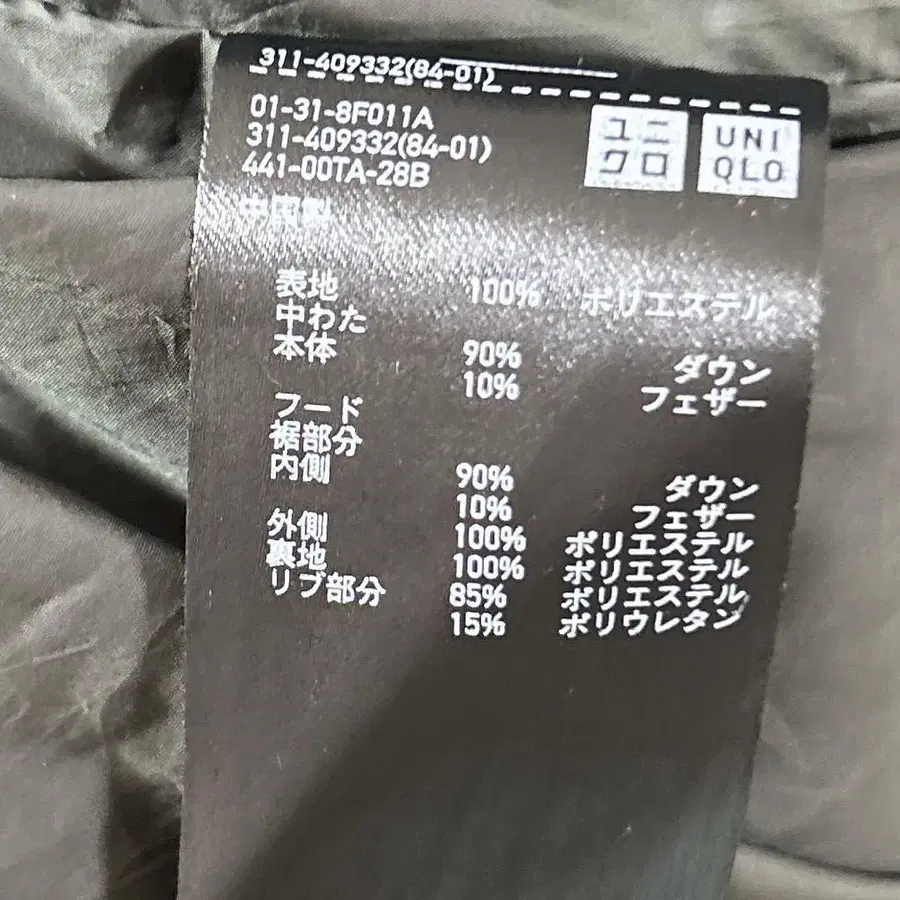 311-409332(84-01)
01-31-8F011A
311-409332(84-01)
441-00TA-28B
ユニ
クロ
UNI
QLO
中国製
表地 100% ポリエステル
中わた
本体 90% ダウン
10% フェザー
フード
裾部分
内側 90% ダウン
10% フェザー
外側 100% ポリエステル
裏地 100% ポリエステル
リブ部分 85% ポリエステル
15% ポリウレタン